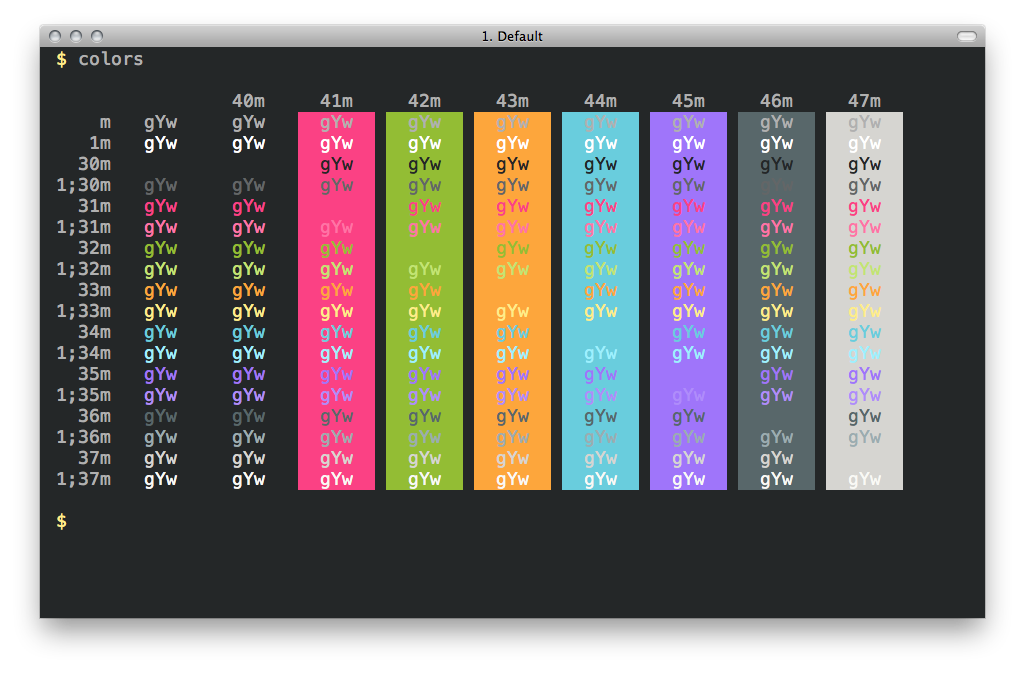 1. Default
$ colors
40m 41m 42m 43m 44m 45m 46m 47m
m gYw gYw gYw gYw gYw gYw gYw gYw gYw
1m gYw gYw gYw gYw gYw gYw gYw gYw gYw
30m gYw gYw gYw gYw gYw gYw gYw
1;30m gYw gYw gYw gYw gYw gYw gYw gYw
31m gYw gYw gYw gYw gYw gYw gYw gYw
1;31m gYw gYw gYw gYw gYw gYw gYw gYw gYw
32m gYw gYw gYw gYw gYw gYw gYw gYw
1;32m gYw gYw gYw gYw gYw gYw gYw gYw gYw
33m gYw gYw gYw gYw gYw gYw gYw gYw
1;33m gYw gYw gYw gYw gYw gYw gYw gYw gYw
34m gYw gYw gYw gYw gYw gYw gYw gYw
1;34m gYw gYw gYw gYw gYw gYw gYw gYw gYw
35m gYw gYw gYw gYw gYw gYw gYw gYw
1;35m gYw gYw gYw gYw gYw gYw gYw gYw gYw
36m gYw gYw gYw gYw gYw gYw gYw gYw
1;36m gYw gYw gYw gYw gYw gYw gYw gYw gYw
37m gYw gYw gYw gYw gYw gYw gYw gYw
1;37m gYw gYw gYw gYw gYw gYw gYw gYw gYw
$